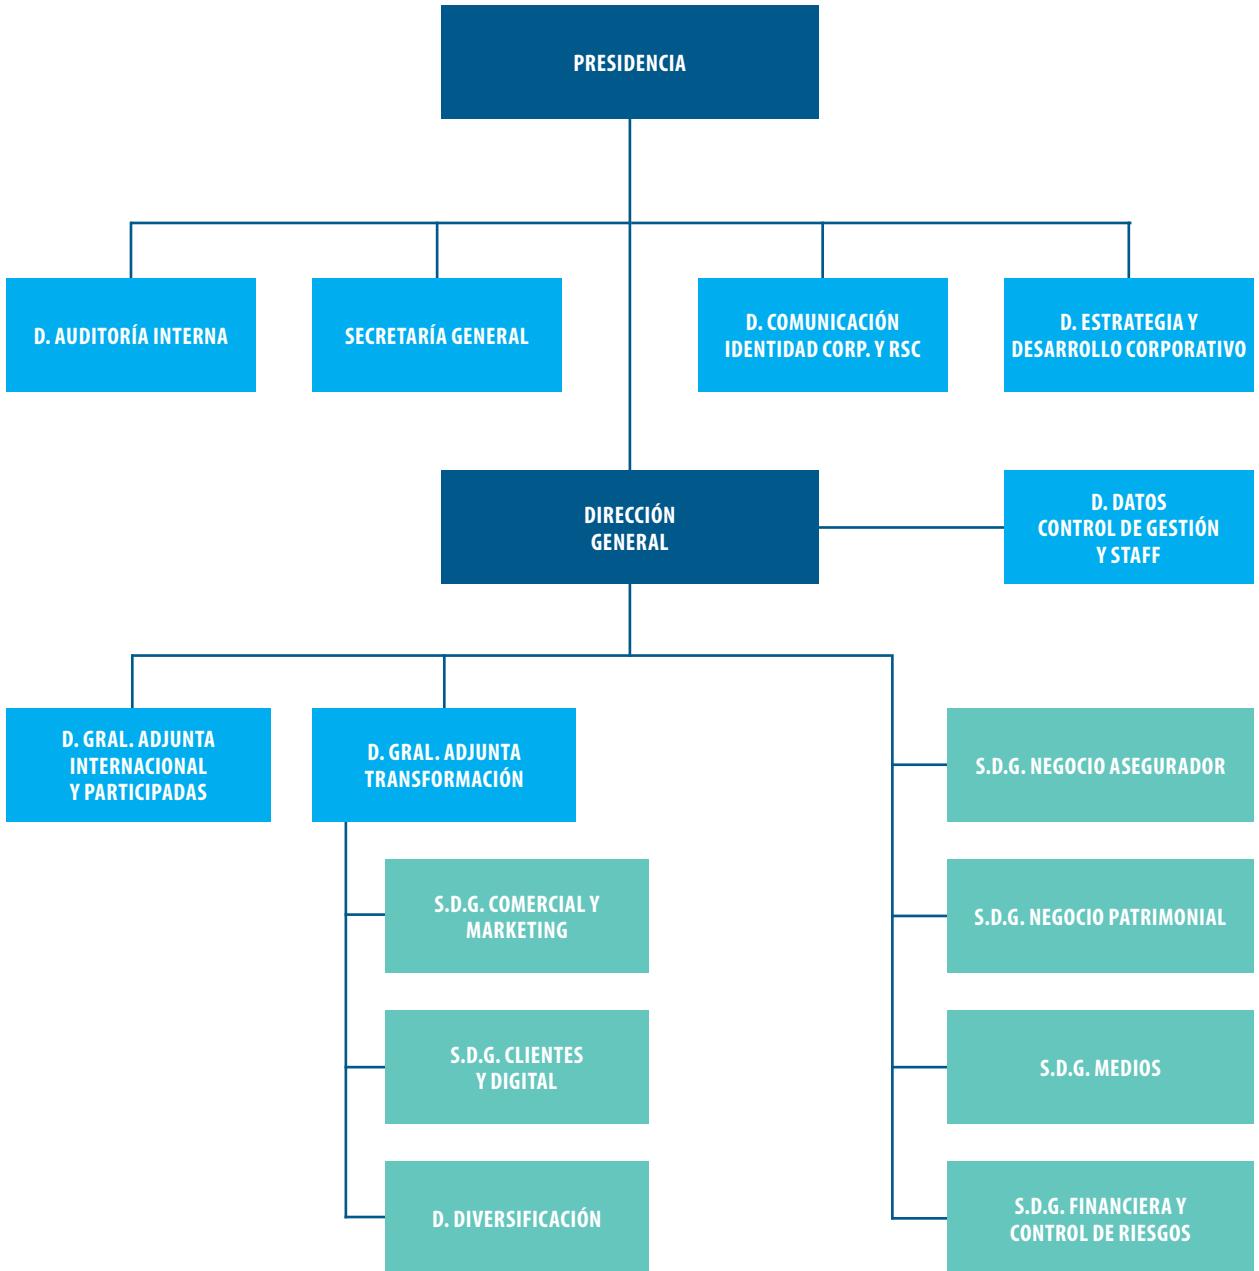 PRESIDENCIA
D. AUDITORÍA INTERNA
SECRETARÍA GENERAL
D. COMUNICACIÓN
IDENTIDAD CORP. Y RSC
D. ESTRATEGIA Y
DESARROLLO CORPORATIVO
DIRECCIÓN
GENERAL
D. DATOS
CONTROL DE GESTIÓN
Y STAFF
D. GRAL. ADJUNTA
INTERNACIONAL
Y PARTICIPADAS
D. GRAL. ADJUNTA
TRANSFORMACIÓN
S.D.G. COMERCIAL Y
MARKETING
S.D.G. CLIENTES
Y DIGITAL
D. DIVERSIFICACIÓN
S.D.G. NEGOCIO ASEGURADOR
S.D.G. NEGOCIO PATRIMONIAL
S.D.G. MEDIOS
S.D.G. FINANCIERA Y
CONTROL DE RIESGOS